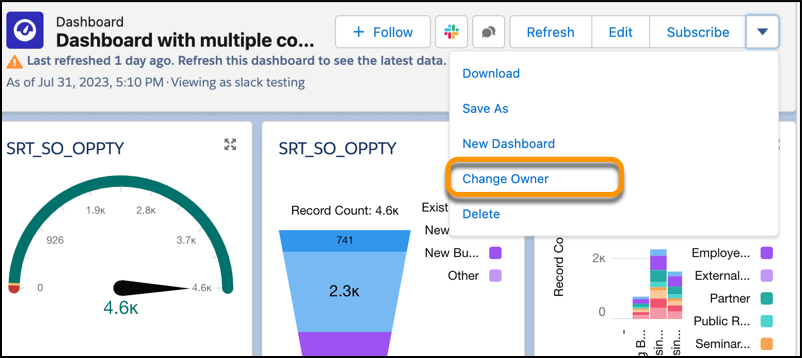 Dashboard
Dashboard with multiple co...
+ Follow
Refresh
Edit
Subscribe
Last refreshed 1 day ago. Refresh this dashboard to see the latest data.
As of Jul 31, 2023, 5:10 PM·Viewing as slack testing
Download
Save As
New Dashboard
Change Owner
Delete
SRT_SO_OPPTY
0
926
1.9K
2.8K
3.7K
4.6K
4.6K
SRT_SO_OPPTY
Record Count: 4.6K
741
2.3K
Exist
New
New Bu...
Other
Record Co
2K
0
-
g B...
sin...
sin...
Employe...
External...
Partner
Public R...
Seminar...